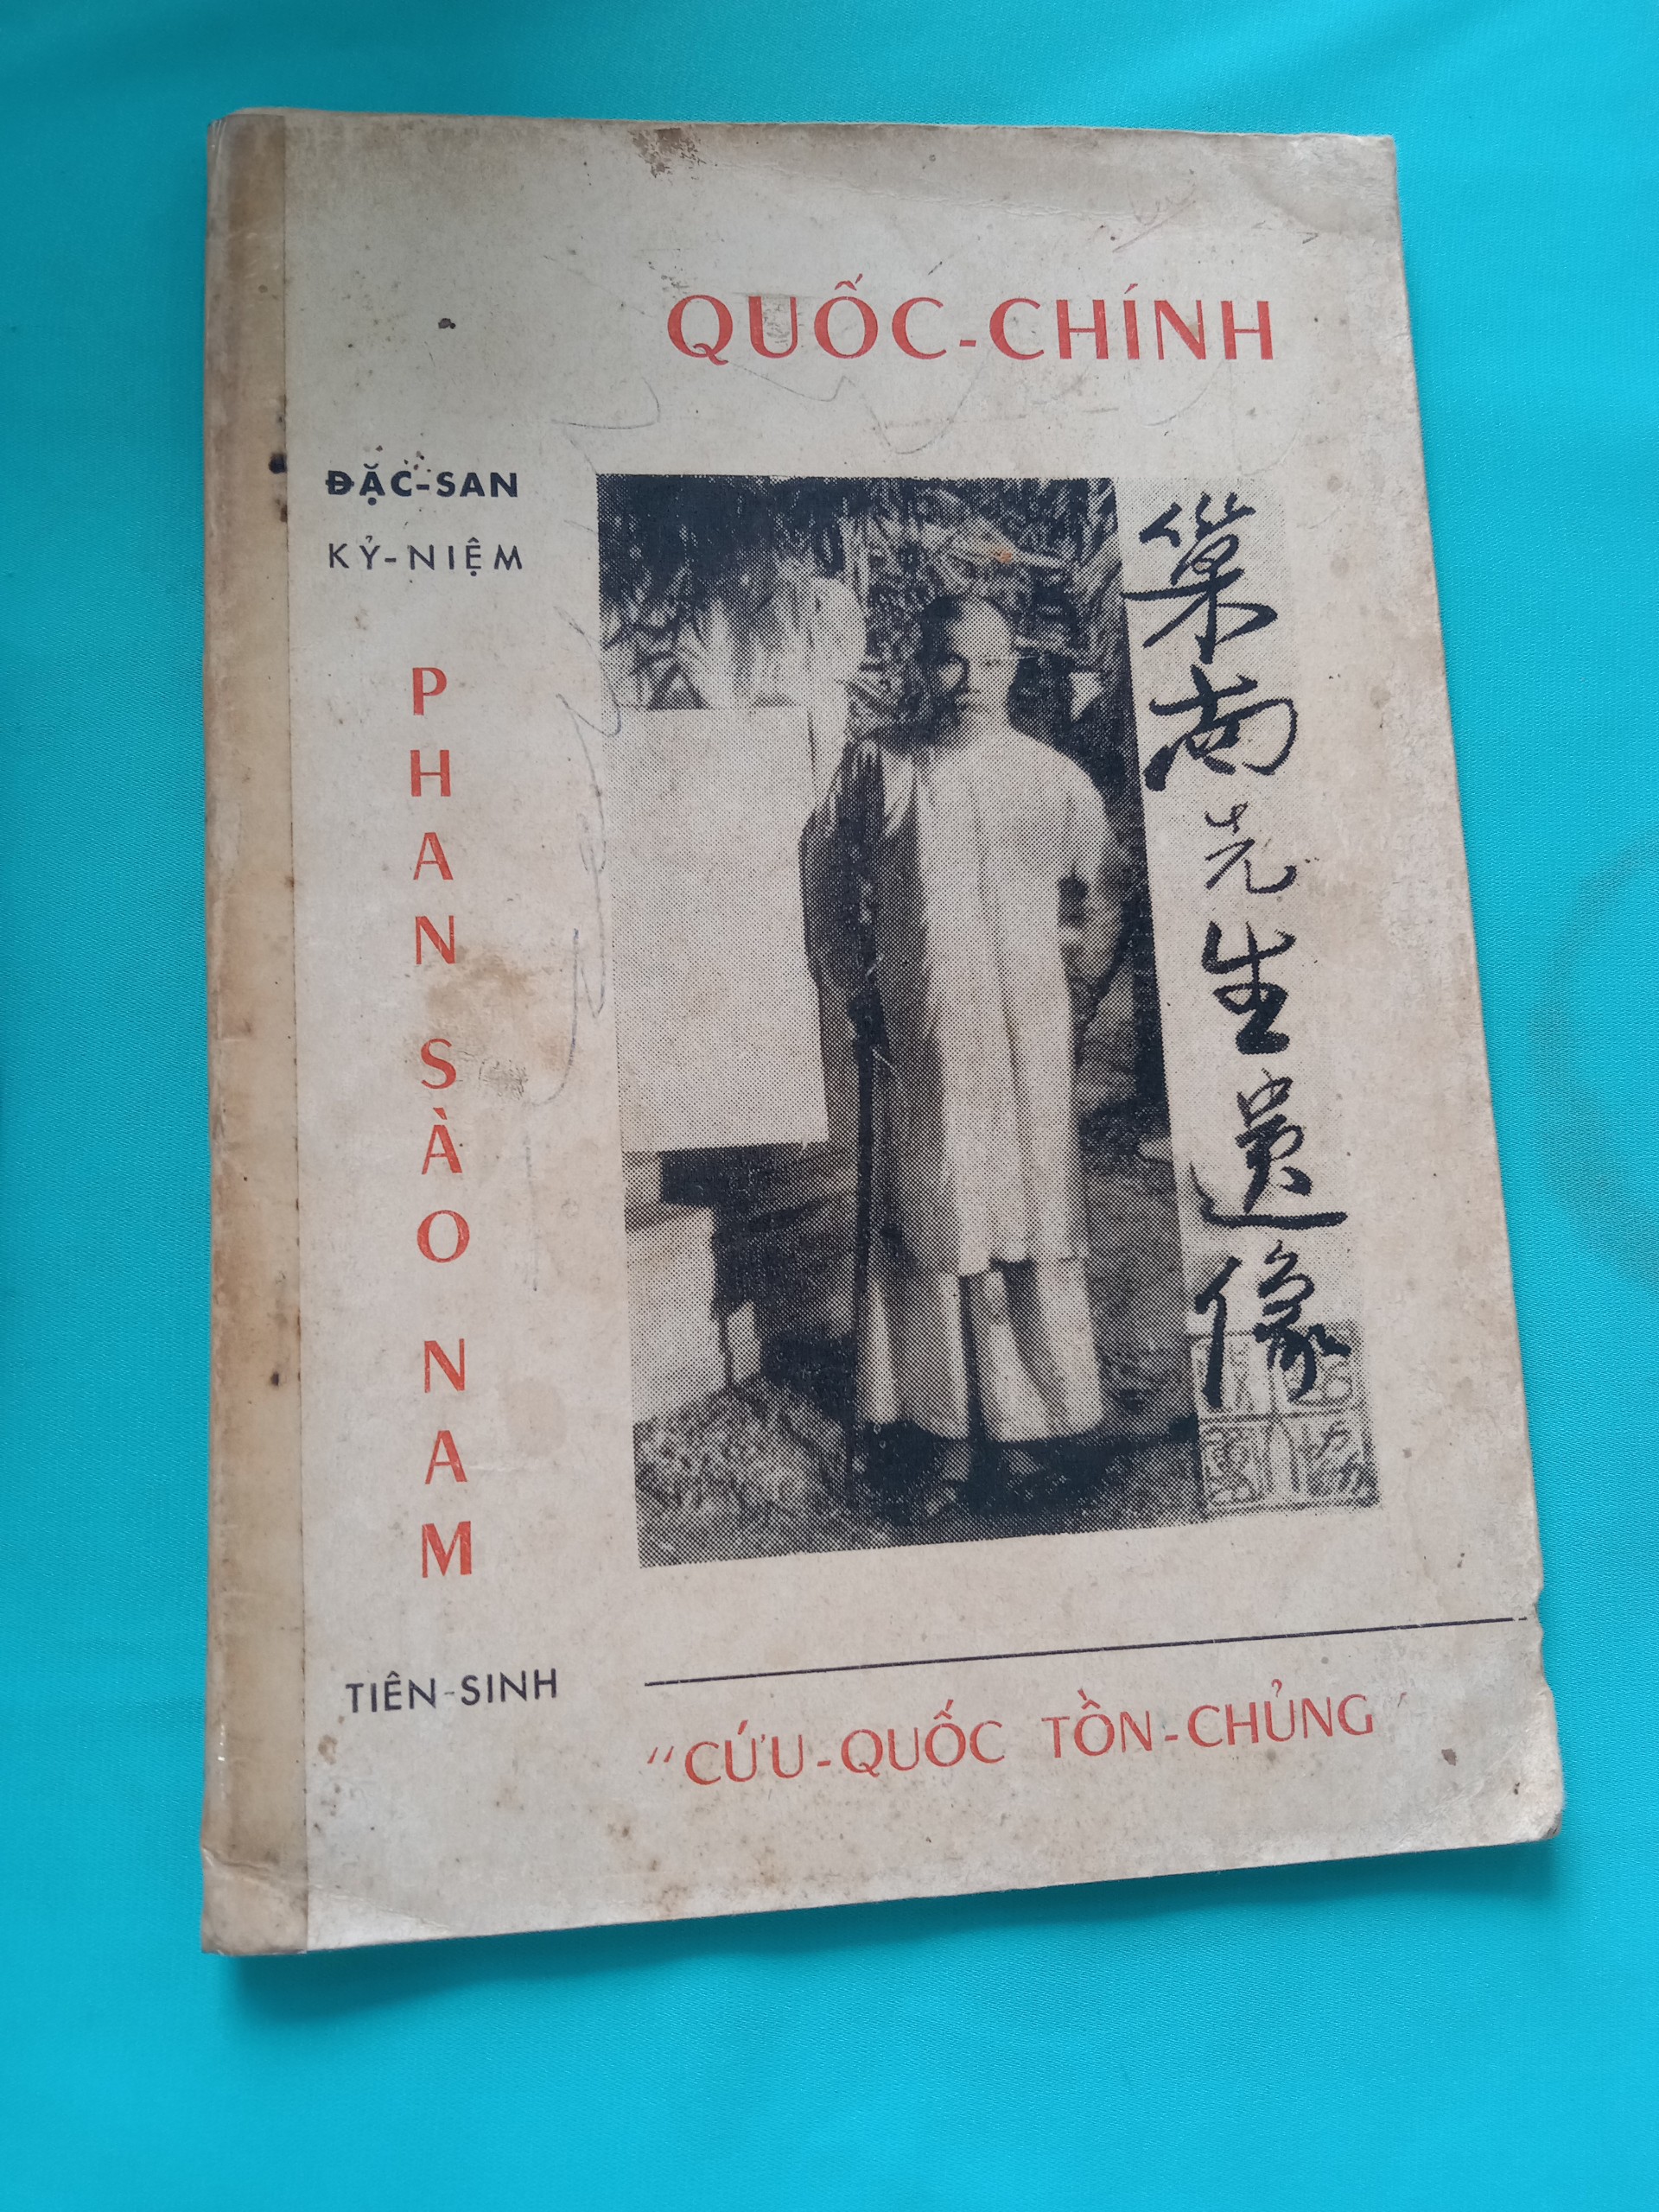 QUỐC-CHÍNH
ĐẶC-SAN
KỶ-NIỆM
PHAN SÀO NAM
TIÊN-SINH
巢南先生遺像
"CỨU-QUỐC TỒN-CHỦNG"